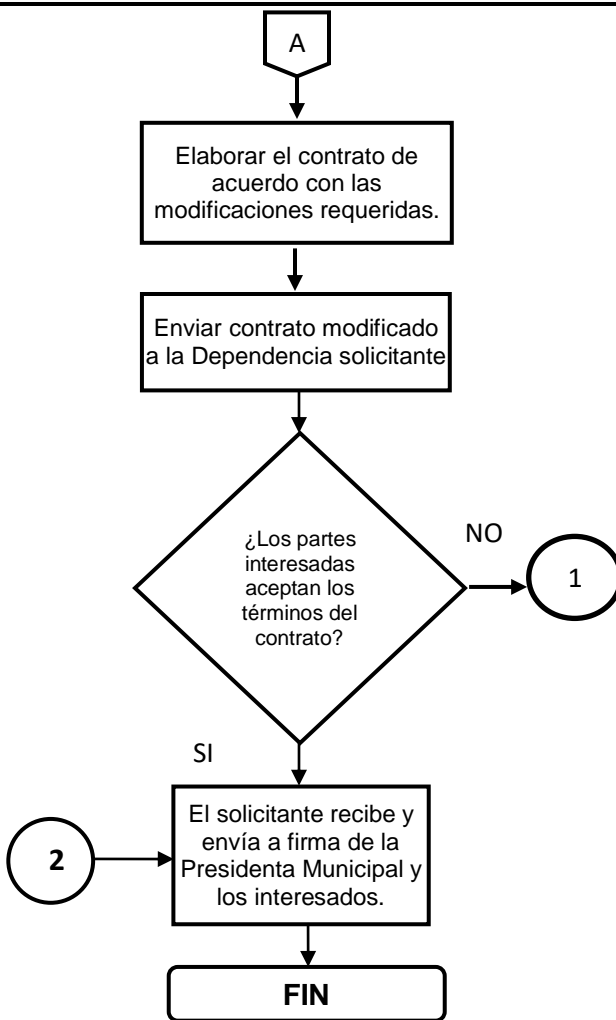 A
Elaborar el contrato de
acuerdo con las
modificaciones requeridas.
Enviar contrato modificado
a la Dependencia solicitante
¿Los partes
interesadas
aceptan los
términos del
contrato?
NO
1
SI
El solicitante recibe y
envía a firma de la
Presidenta Municipal y
los interesados.
2
FIN